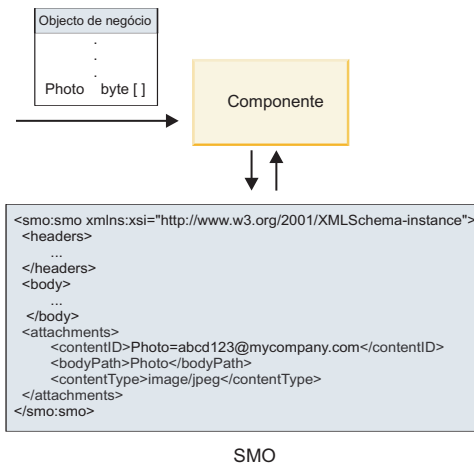 Objecto de negócio
.
.
.
Photo byte [ ]
Componente
<smo:smo xmlns:xsi="http://www.w3.org/2001/XMLSchema-instance">
<headers>
...
</headers>
<body>
...
</body>
<attachments>
<contentID>Photo=abcd123@mycompany.com</contentID>
<bodyPath>Photo</bodyPath>
<contentType>image/jpeg</contentType>
</attachments>
</smo:smo>
SMO